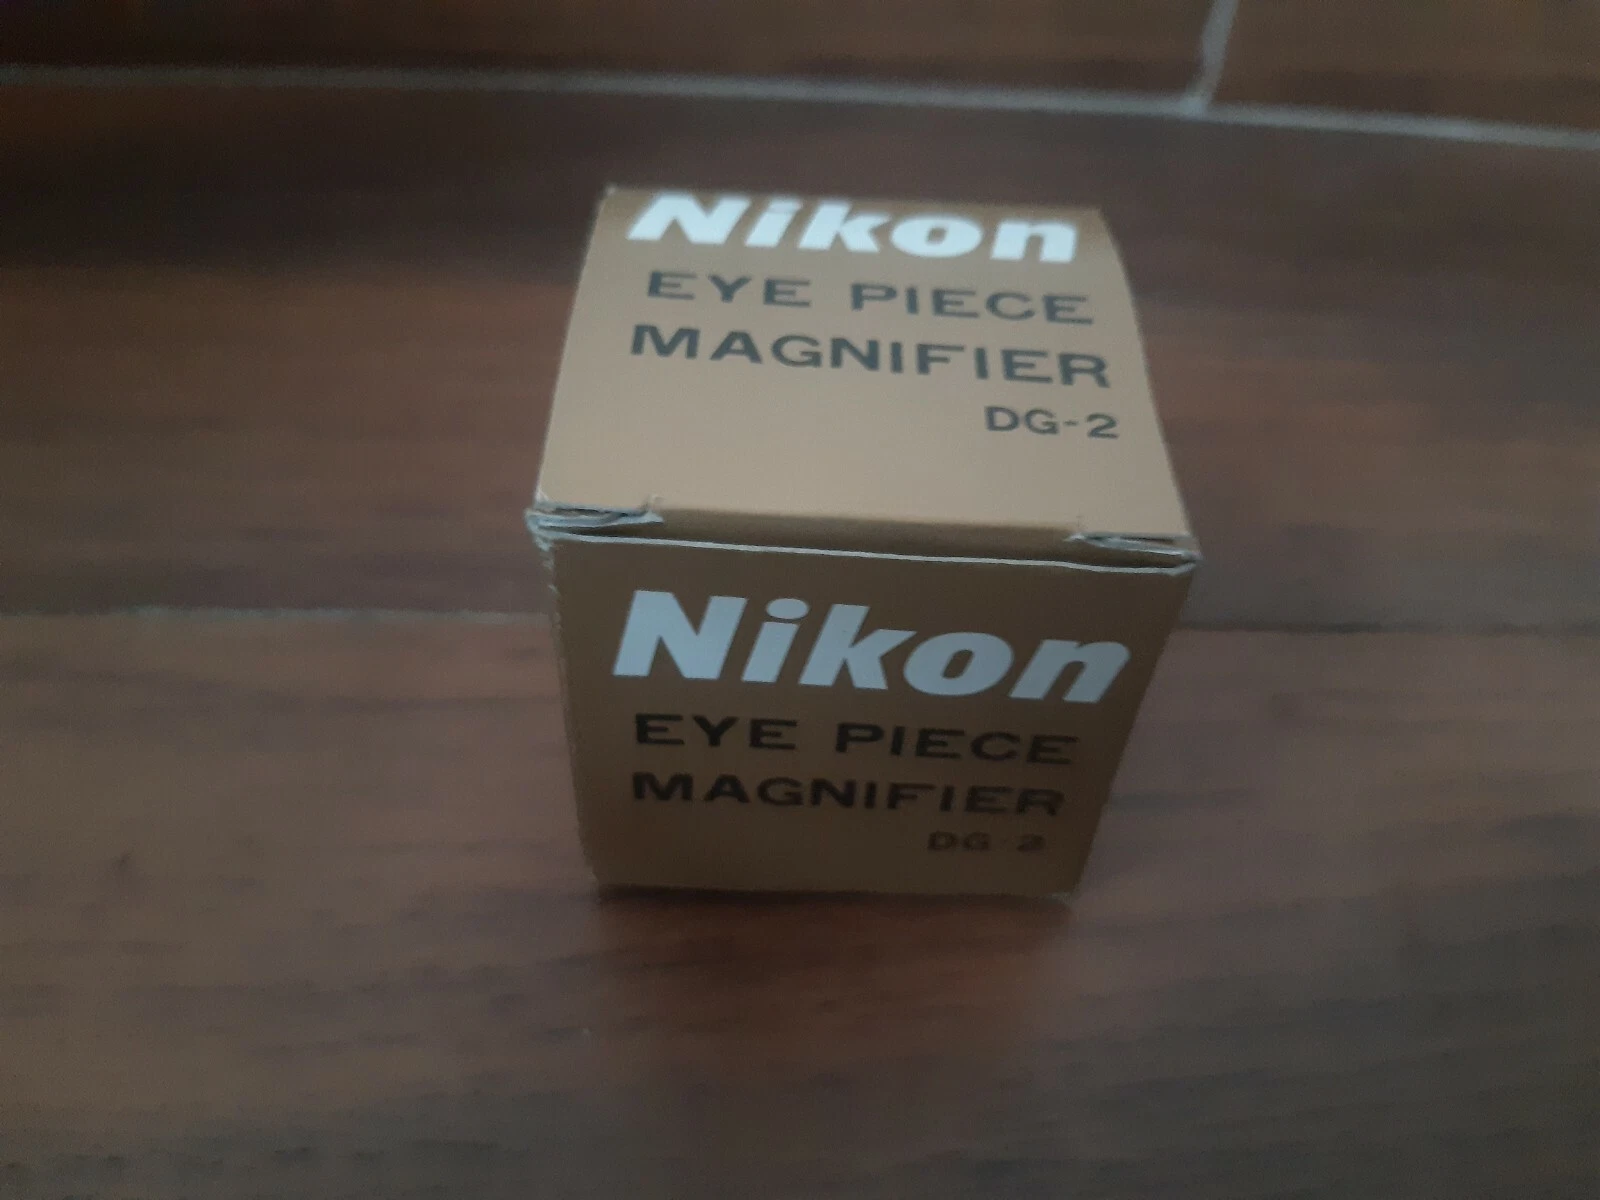 Nikon
EYE PIECE
MAGNIFIER
DG-2
Nikon
EYE PIECE
MAGNIFIER
DG-2